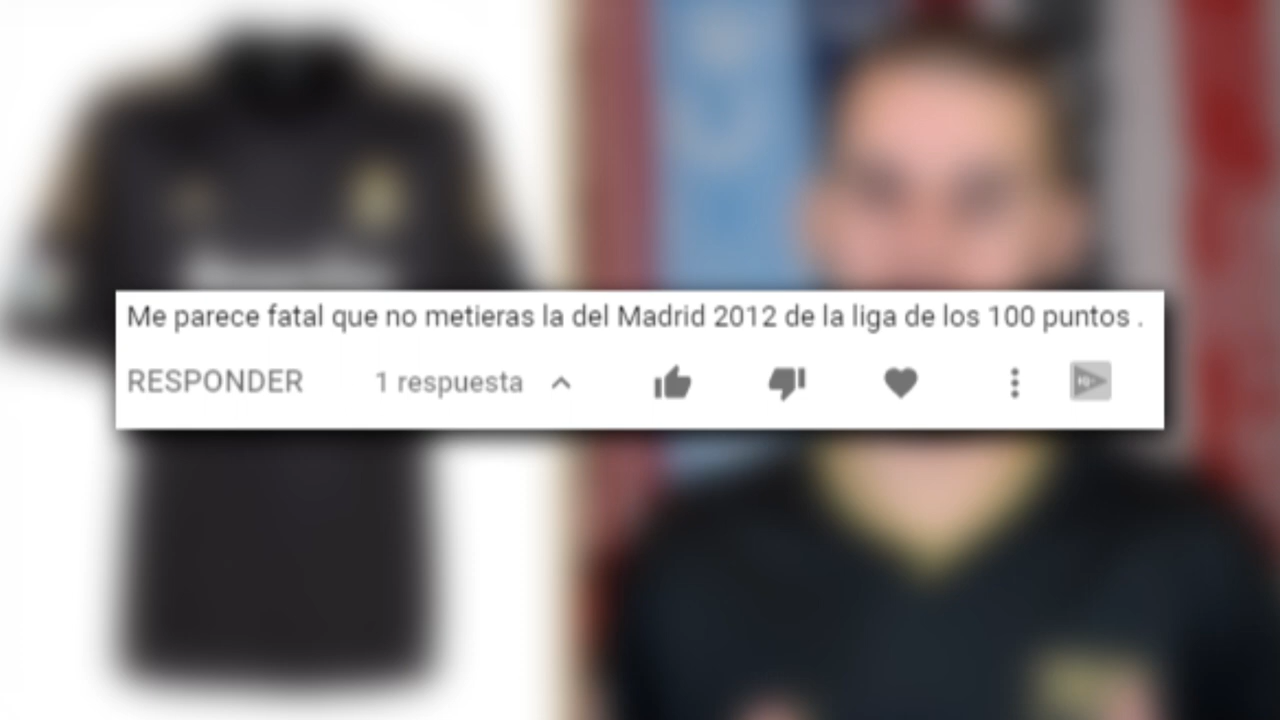 Me parece fatal que no metieras la del Madrid 2012 de la liga de los 100 puntos .
RESPONDER 1 respuesta